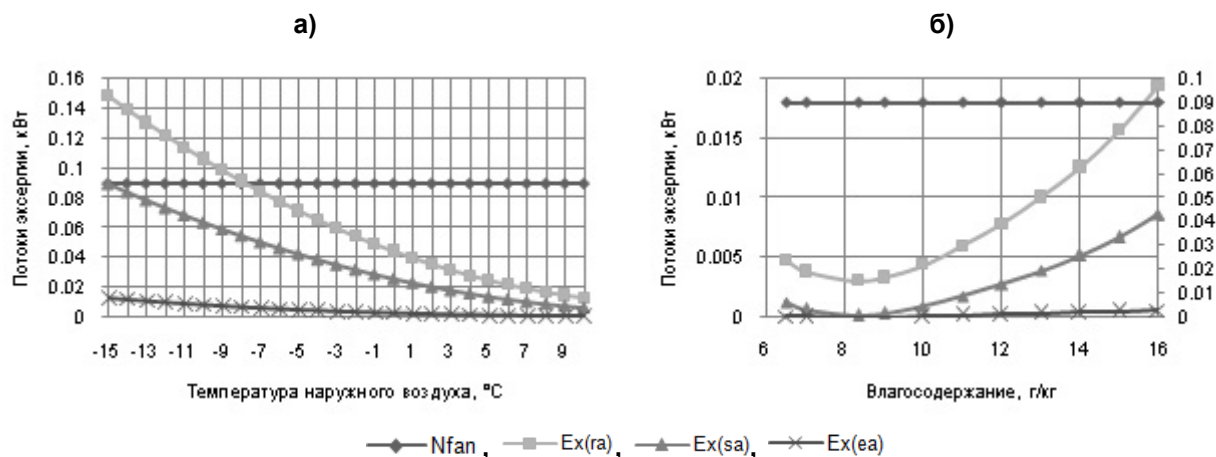 а)
б)
Потоки эксергии, кВт
0.16
0.14
0.12
0.1
0.08
0.06
0.04
0.02
0
-15 -13 -11 -9 -7 -5 -3 -1 1 3 5 7 9
Температура наружного воздуха, °С
Потоки эксергии, кВт
0.02
0.015
0.01
0.005
0
0.1
0.09
0.08
0.07
0.06
0.05
0.04
0.03
0.02
0.01
0
6 8 10 12 14 16
Влагосодержание, г/кг
Nfan , Ex(ra) , Ex(sa) , Ex(ea)